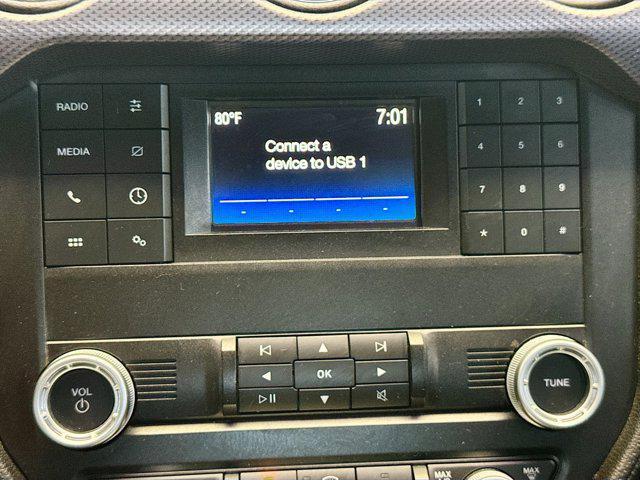 RADIO
MEDIA
80°F 7:01
Connect a
device to USB 1
- - - -
1 2 3
4 5 6
7 8 9
* 0 #
VOL
OK
TUNE
MAX
MAX